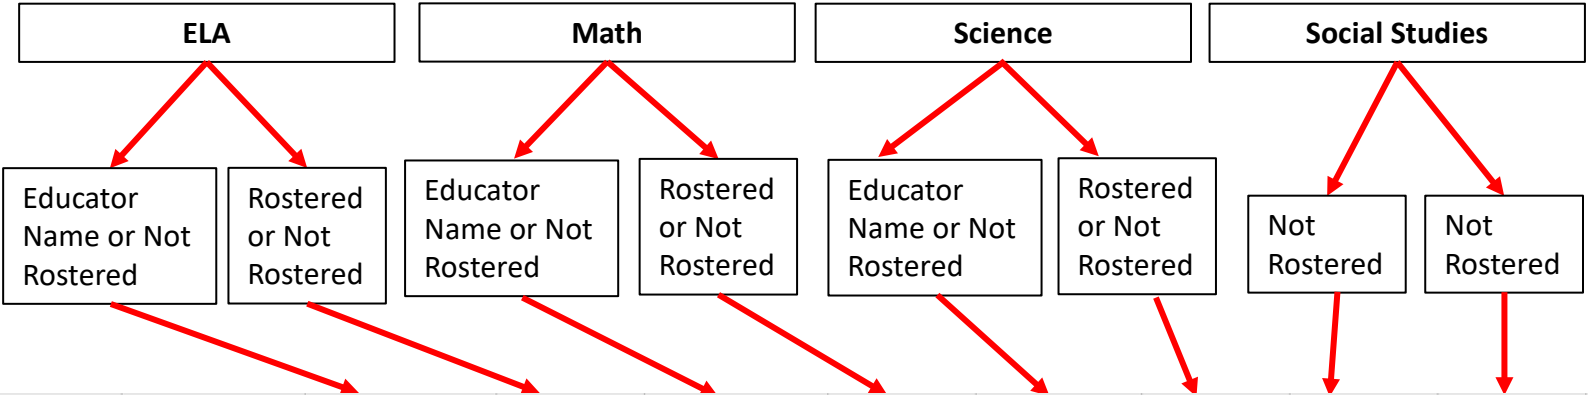 ELA
Math
Science
Social Studies
Educator
Name or Not
Rostered
Rostered
or Not
Rostered
Educator
Name or Not
Rostered
Rostered
or Not
Rostered
Educator
Name or Not
Rostered
Rostered
or Not
Rostered
Not
Rostered
Not
Rostered